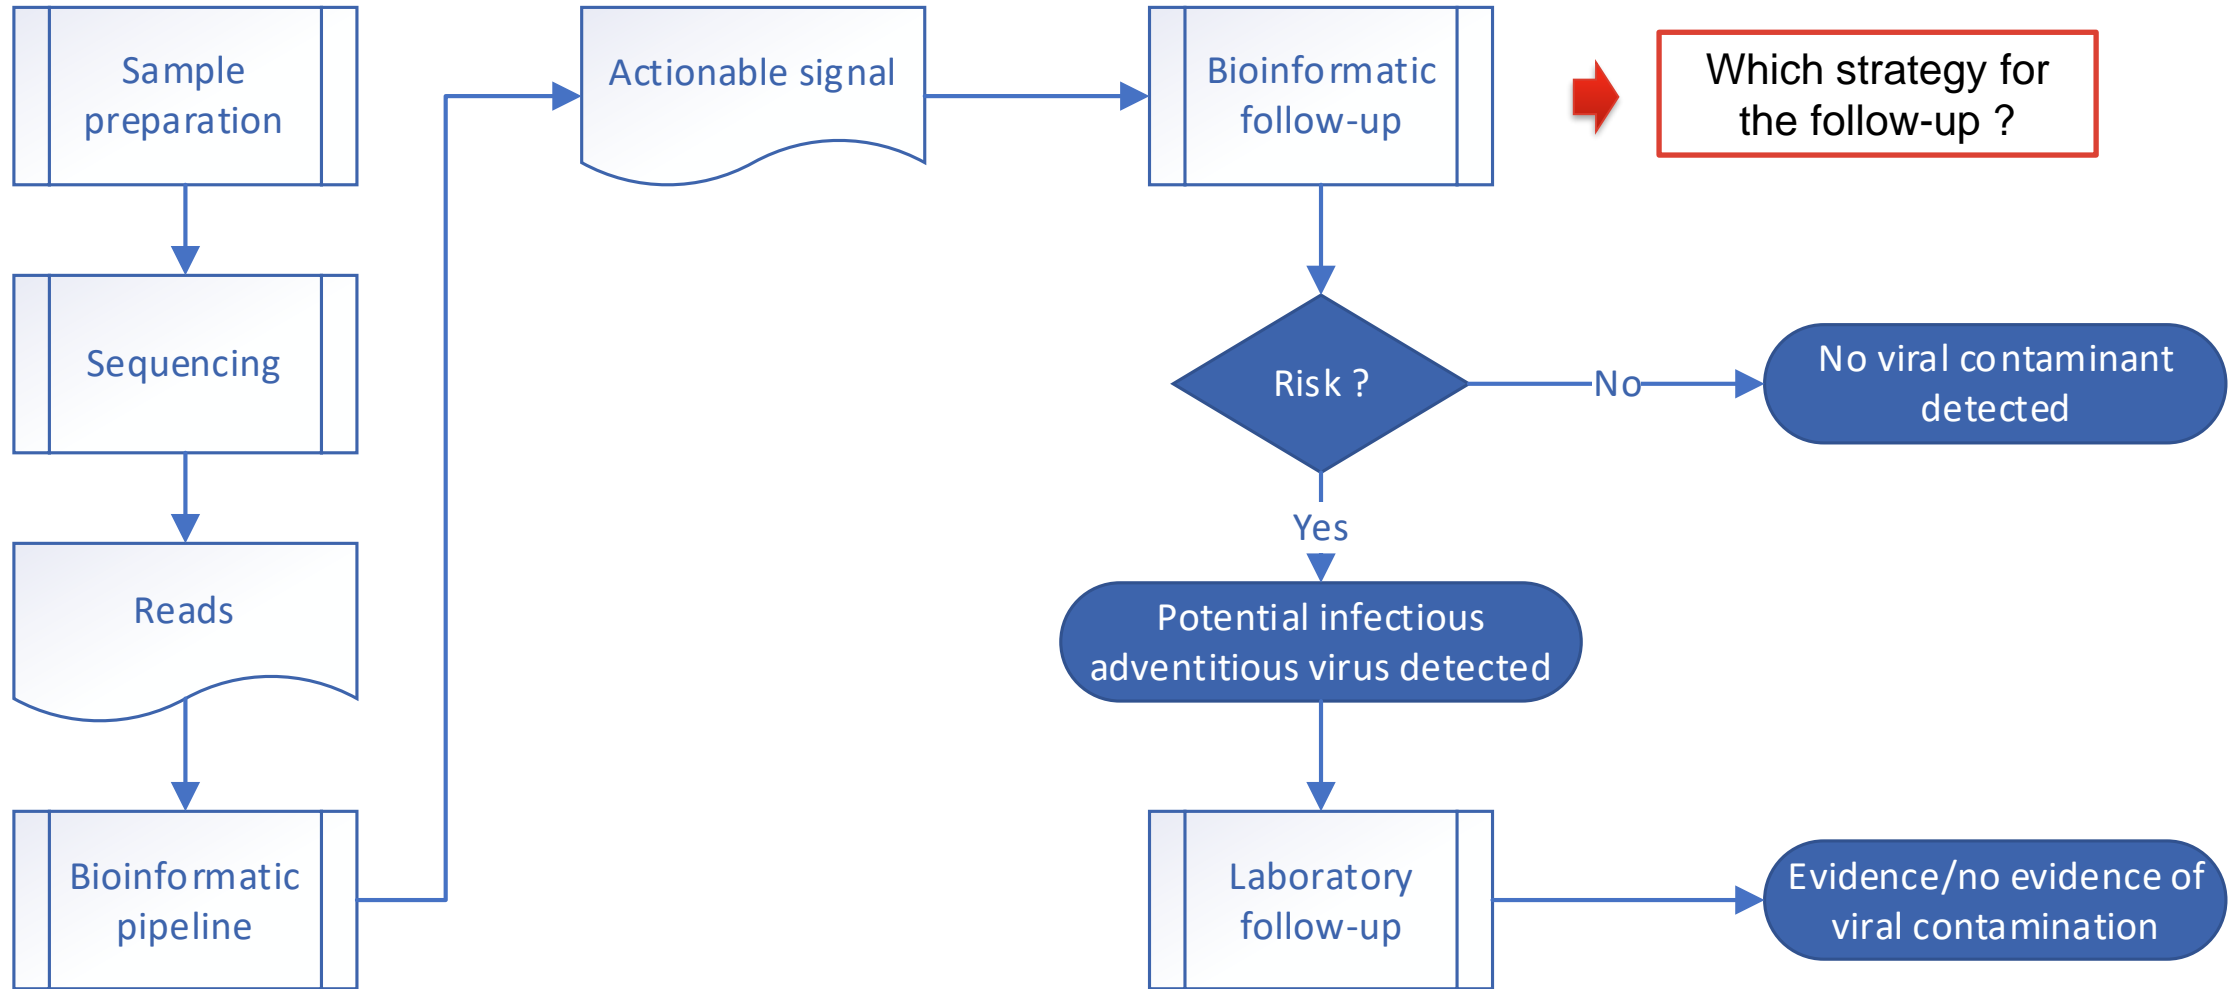 Sample
preparation
Sequencing
Reads
Bioinformatic
pipeline
Actionable signal
Bioinformatic
follow-up
Which strategy for
the follow-up ?
Risk ?
No
No viral contaminant
detected
Yes
Potential infectious
adventitious virus detected
Laboratory
follow-up
Evidence/no evidence of
viral contamination